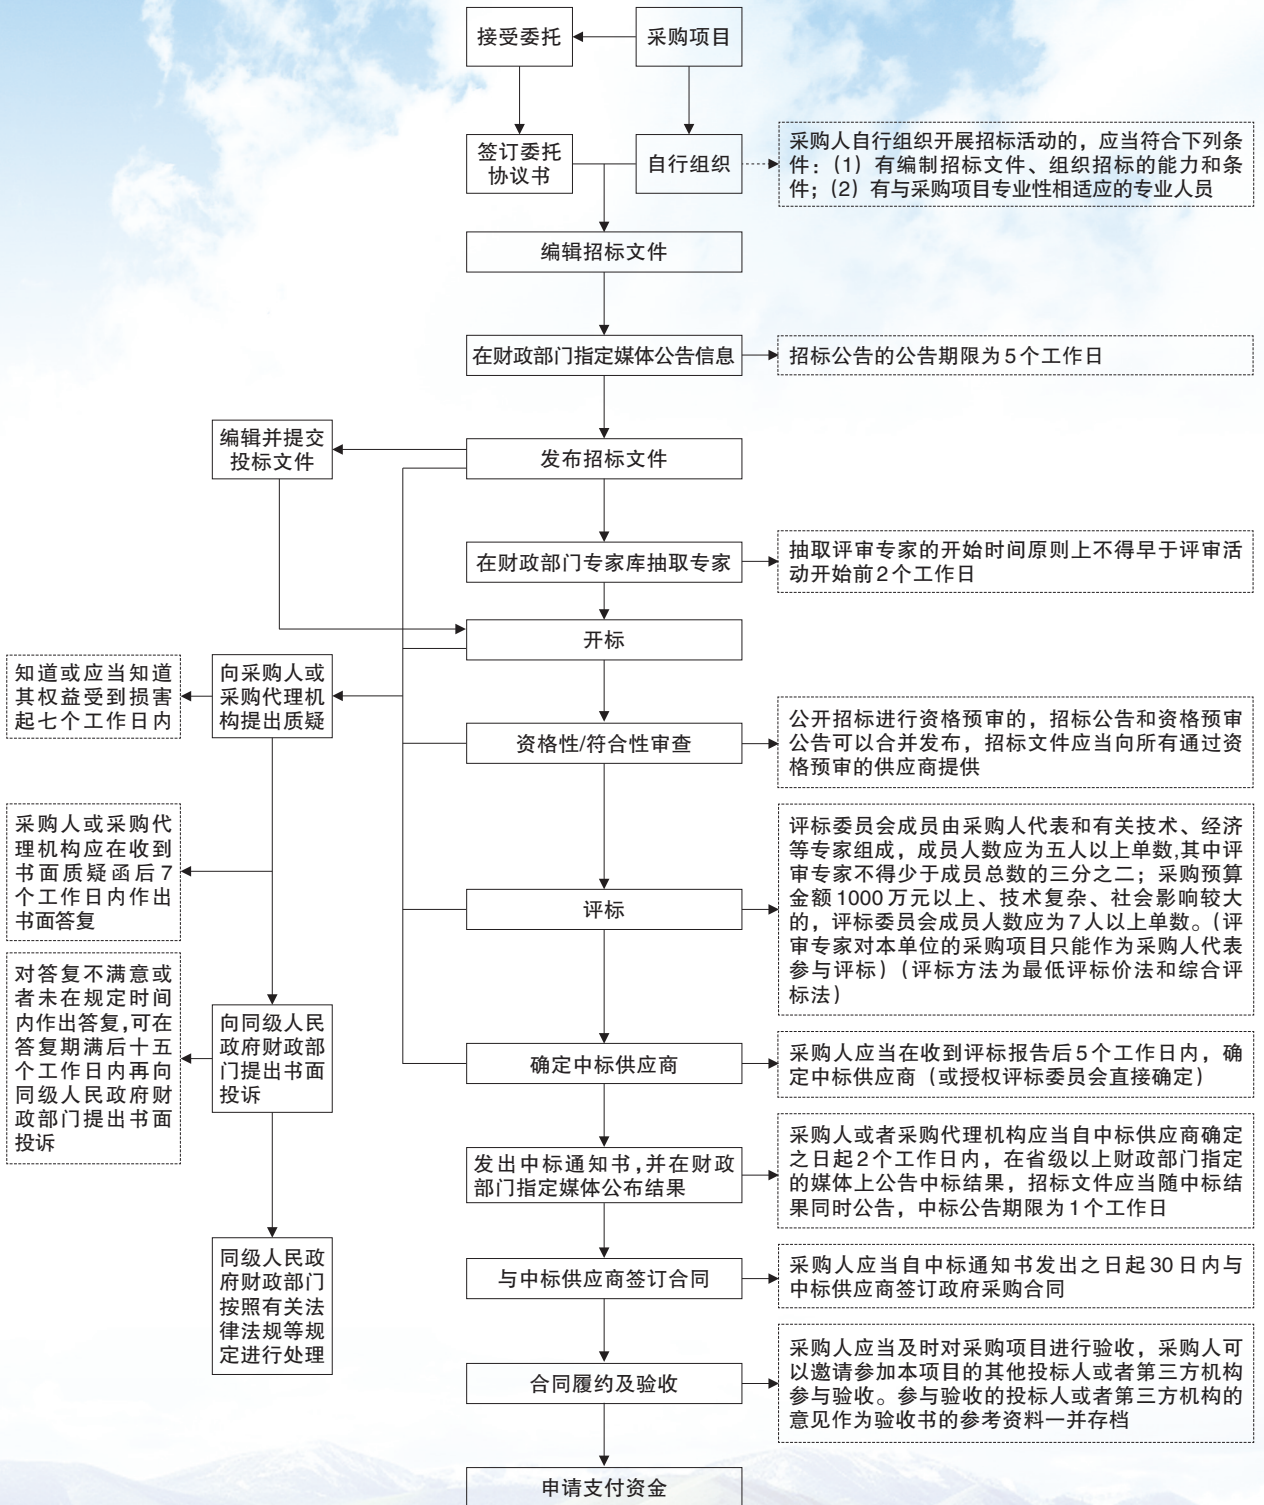 接受委托
采购项目
签订委托
协议书
自行组织
采购人自行组织开展招标活动的，应当符合下列条
件：（1）有编制招标文件、组织招标的能力和条
件；（2）有与采购项目专业性相适应的专业人员
编辑招标文件
在财政部门指定媒体公告信息
招标公告的公告期限为5个工作日
编辑并提交
投标文件
发布招标文件
在财政部门专家库抽取专家
抽取评审专家的开始时间原则上不得早于评审活
动开始前2个工作日
开标
知道或应当知道
其权益受到损害
起七个工作日内
向采购人或
采购代理机
构提出质疑
资格性/符合性审查
公开招标进行资格预审的，招标公告和资格预审
公告可以合并发布，招标文件应当向所有通过资
格预审的供应商提供
采购人或采购代
理机构应在收到
书面质疑函后7
个工作日内作出
书面答复
评标
评标委员会成员由采购人代表和有关技术、经济
等专家组成，成员人数应为五人以上单数,其中评
审专家不得少于成员总数的三分之二；采购预算
金额1000万元以上、技术复杂、社会影响较大
的，评标委员会成员人数应为7人以上单数。（评
审专家对本单位的采购项目只能作为采购人代表
参与评标）（评标方法为最低评标价法和综合评
标法）
对答复不满意或
者未在规定时间
内作出答复,可在
答复期满后十五
个工作日内再向
同级人民政府财
政部门提出书面
投诉
向同级人民
政府财政部
门提出书面
投诉
确定中标供应商
采购人应当在收到评标报告后5个工作日内，确
定中标供应商（或授权评标委员会直接确定）
发出中标通知书,并在财政
部门指定媒体公布结果
采购人或者采购代理机构应当自中标供应商确定
之日起2个工作日内，在省级以上财政部门指定
的媒体上公告中标结果，招标文件应当随中标结
果同时公告，中标公告期限为1个工作日
同级人民政
府财政部门
按照有关法
律法规等规
定进行处理
与中标供应商签订合同
采购人应当自中标通知书发出之日起30日内与
中标供应商签订政府采购合同
合同履约及验收
采购人应当及时对采购项目进行验收，采购人可
以邀请参加本项目的其他投标人或者第三方机构
参与验收。参与验收的投标人或者第三方机构的
意见作为验收书的参考资料一并存档
申请支付资金